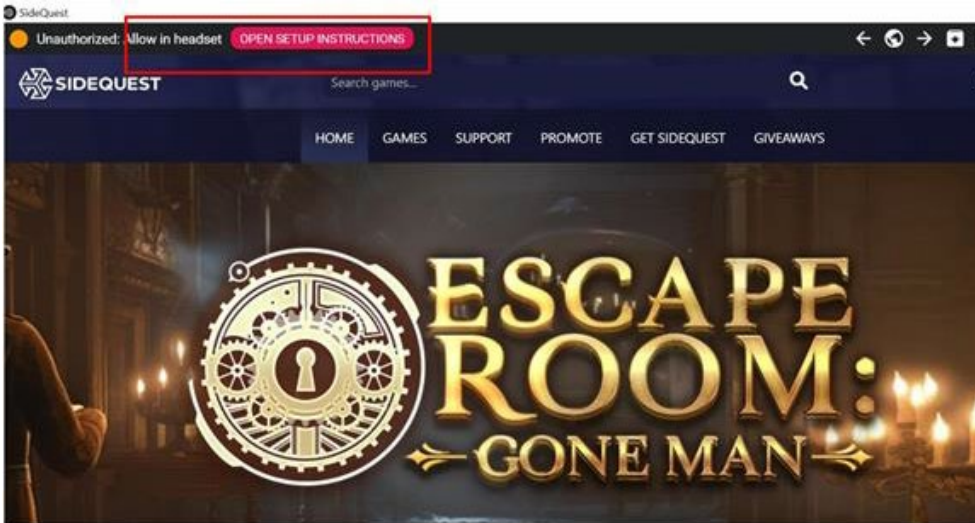 SideQuest
Unauthorized: Allow in headset OPEN SETUP INSTRUCTIONS
SIDEQUEST Search games...
HOME GAMES SUPPORT PROMOTE GET SIDEQUEST GIVEAWAYS
ESCAPE
ROOM:
GONE MAN